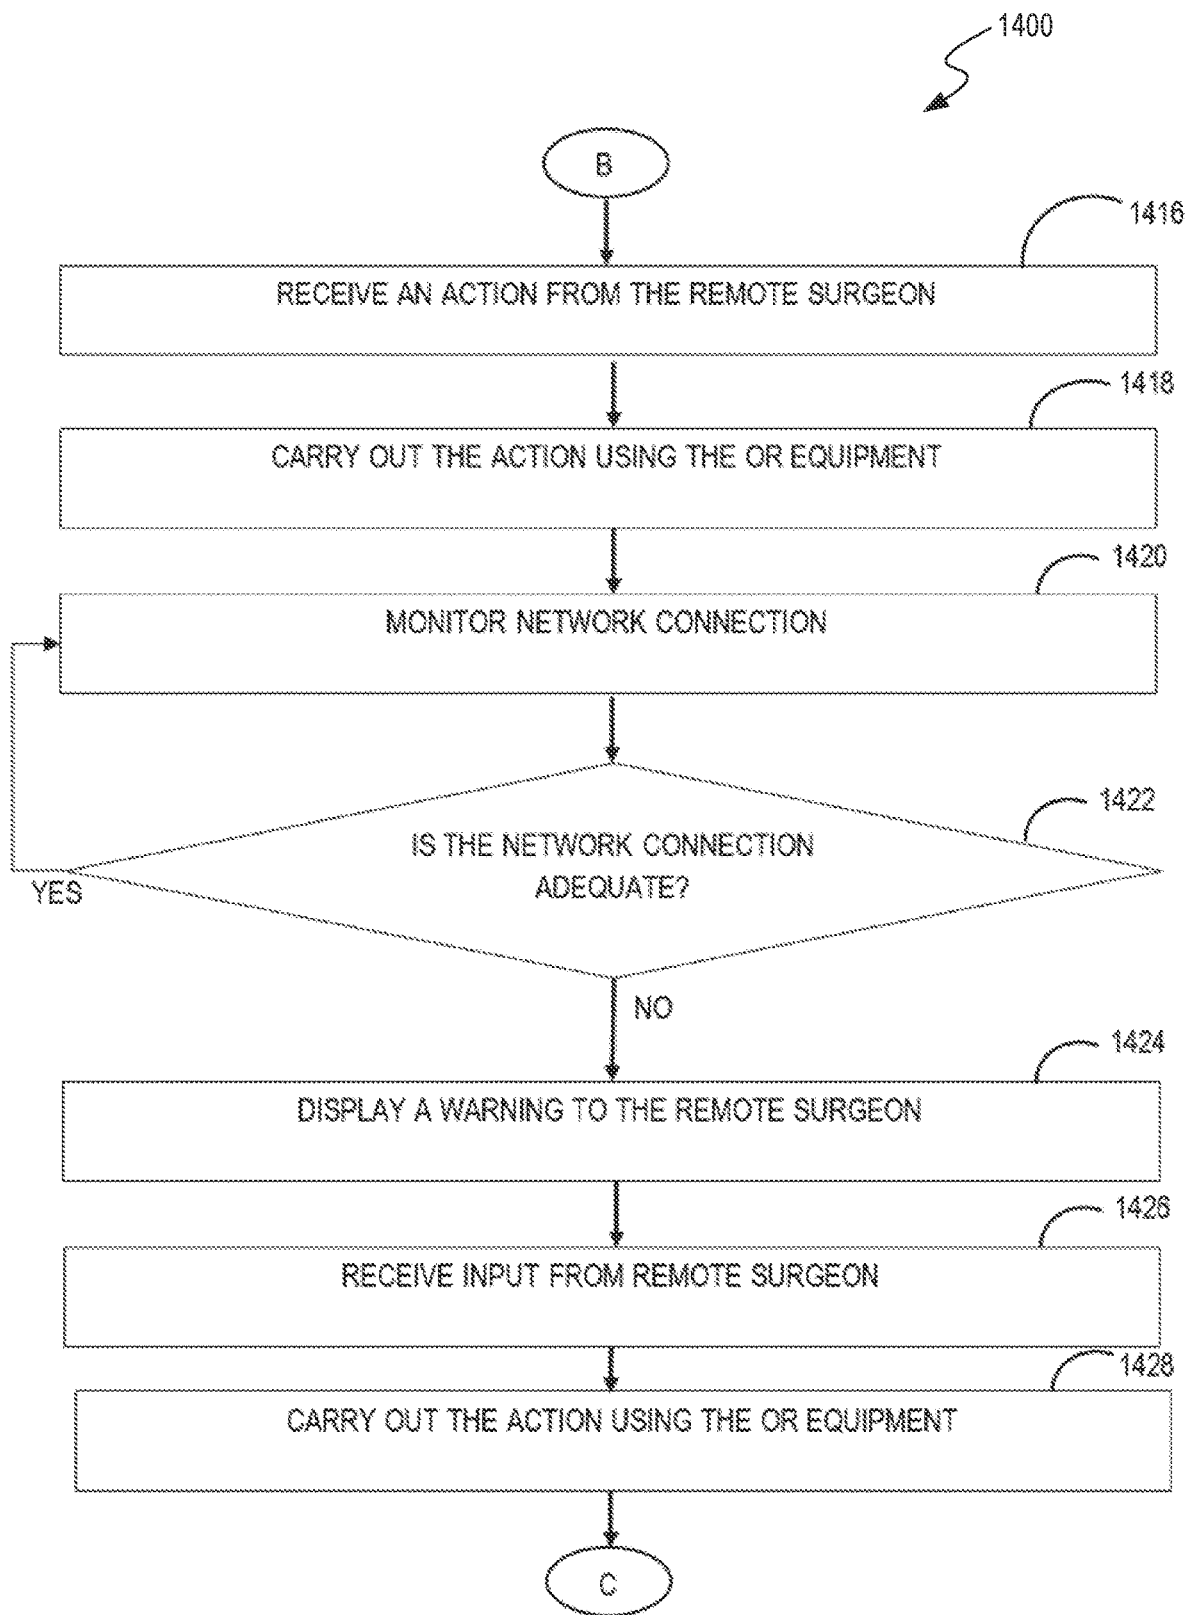 1400
B
1416
RECEIVE AN ACTION FROM THE REMOTE SURGEON
1418
CARRY OUT THE ACTION USING THE OR EQUIPMENT
1420
MONITOR NETWORK CONNECTION
1422
IS THE NETWORK CONNECTION
ADEQUATE?
YES
NO
1424
DISPLAY A WARNING TO THE REMOTE SURGEON
1426
RECEIVE INPUT FROM REMOTE SURGEON
1428
CARRY OUT THE ACTION USING THE OR EQUIPMENT
C